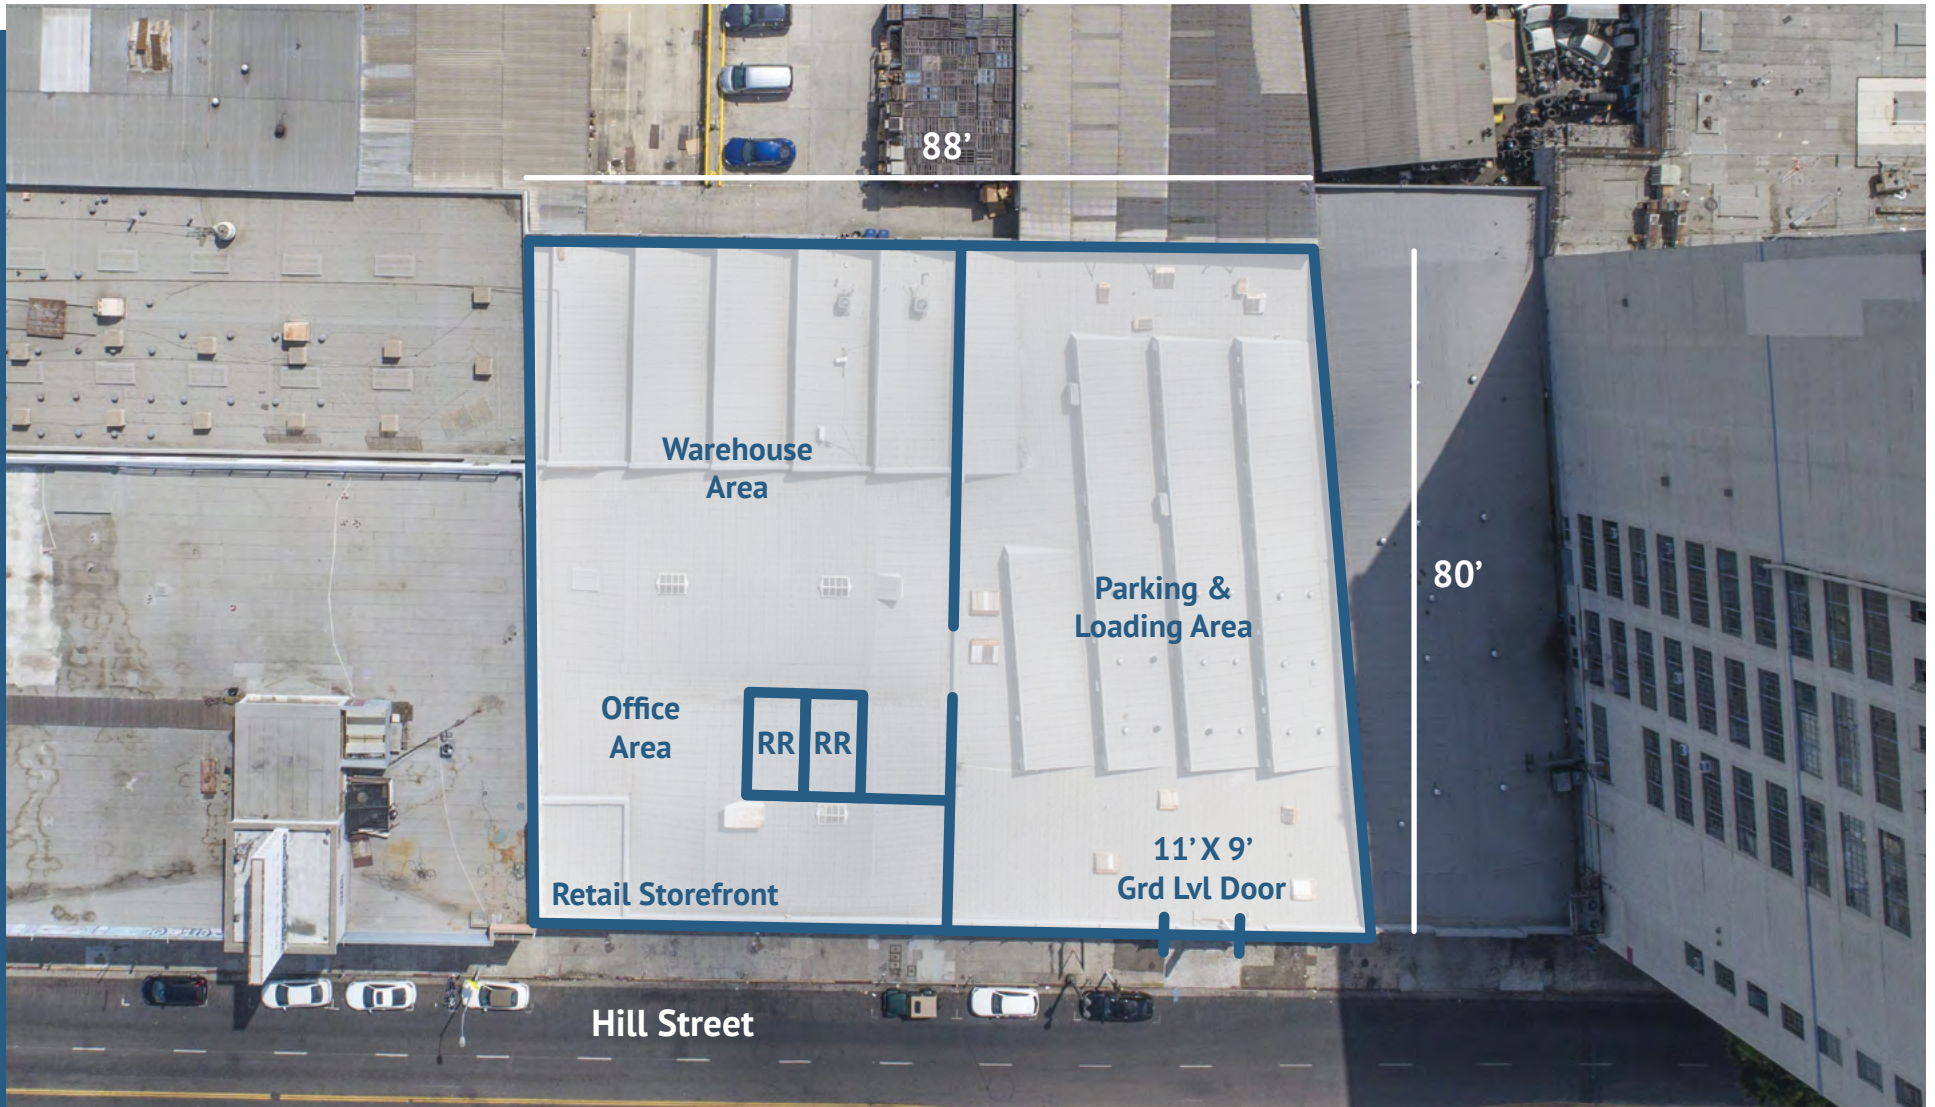 88’
Warehouse
Area
80’
Parking &
Loading Area
Office
Area
RR
RR
11’ X 9’
Grd Lvl Door
Retail Storefront
Hill Street